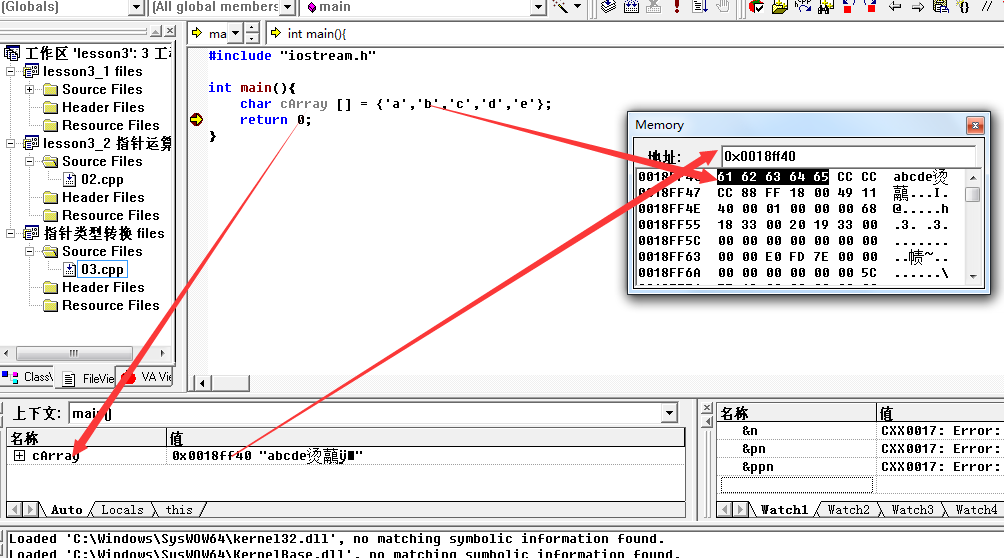 (Globals)
(All global members
main
ma
int main(){
工作区 'lesson3': 3 工
lesson3_1 files
Source Files
Header Files
Resource Files
lesson3_2 指针运算
Source Files
02.cpp
Header Files
Resource Files
指针类型转换 files
Source Files
03.cpp
Header Files
Resource Files
Class\
FileVie
VA Vie
#include "iostream.h"
int main(){
char cArray [] = {'a','b','c','d','e'};
return 0;
}
Memory
地址:
0x0018ff40
61 62 63 64 65 CC CC abcde烫
0018FF47 CC 88 FF 18 00 49 11 ...I.
0018FF4E 40 00 01 00 00 00 68 @.....h
0018FF55 18 33 00 20 19 33 00 .3. .3.
0018FF5C 00 00 00 00 00 00 00 .......
0018FF63 00 00 E0 FD 7E 00 00 ..帻~..
0018FF6A 00 00 00 00 00 00 5C ......\
上下文:
main()
名称 值
cArray 0x0018ff40 "abcde烫
Auto Locals this
名称 值
&n CXX0017: Error:
&pn CXX0017: Error:
&ppn CXX0017: Error:
Watch1 Watch2 Watch3 Watch4
Loaded 'C:\Windows\SysWOW64\kernel32.dll', no matching symbolic information found.
Loaded 'C:\Windows\SysWOW64\KernelBase.dll', no matching symbolic information found.